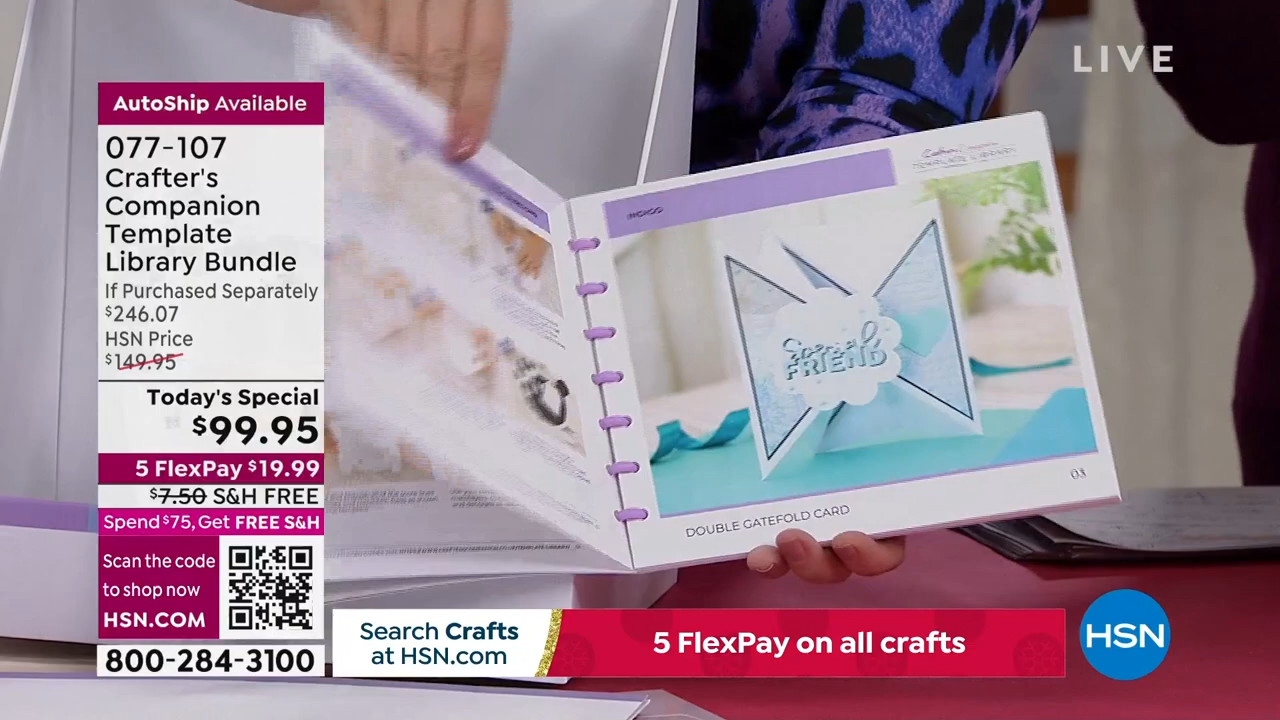 LIVE
AutoShip Available
077-107
Crafter's
Companion
Template
Library Bundle
If Purchased Separately
$246.07
HSN Price
$149.95
Today's Special
$99.95
5 FlexPay $19.99
$7.50 S&H FREE
Spend $75, Get FREE S&H
Scan the code
to shop now
HSN.COM
800-284-3100
INDIGO
Special
FRIEND
03
DOUBLE GATEFOLD CARD
Search Crafts
at HSN.com
5 FlexPay on all crafts
HSN